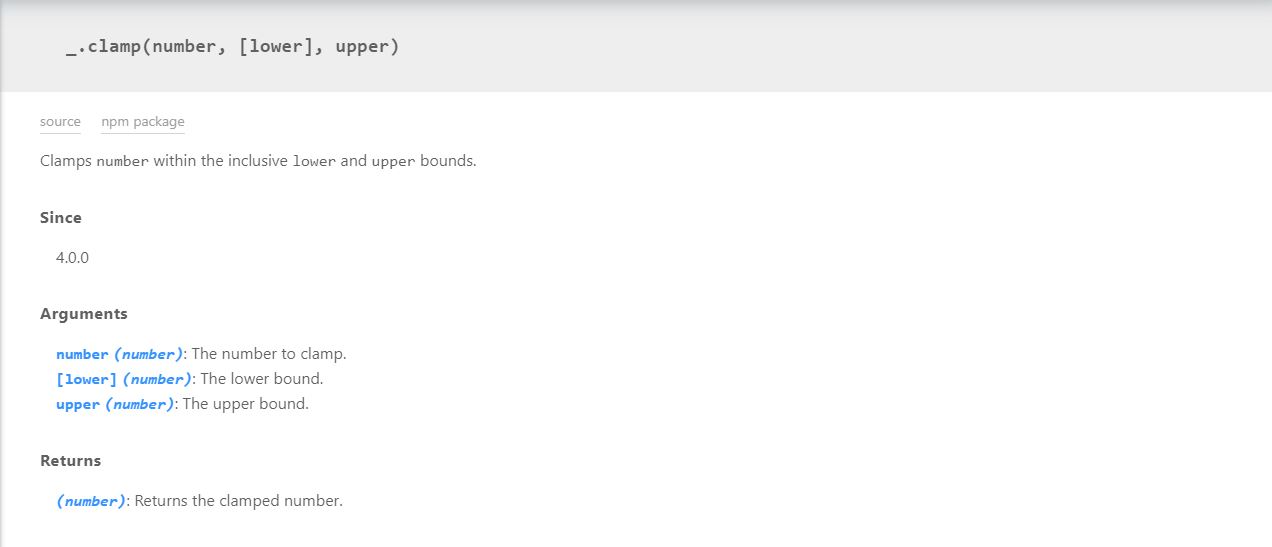 _.clamp(number, [lower], upper)
source npm package
Clamps number within the inclusive lower and upper bounds.
Since
4.0.0
Arguments
number (number): The number to clamp.
[lower] (number): The lower bound.
upper (number): The upper bound.
Returns
(number): Returns the clamped number.